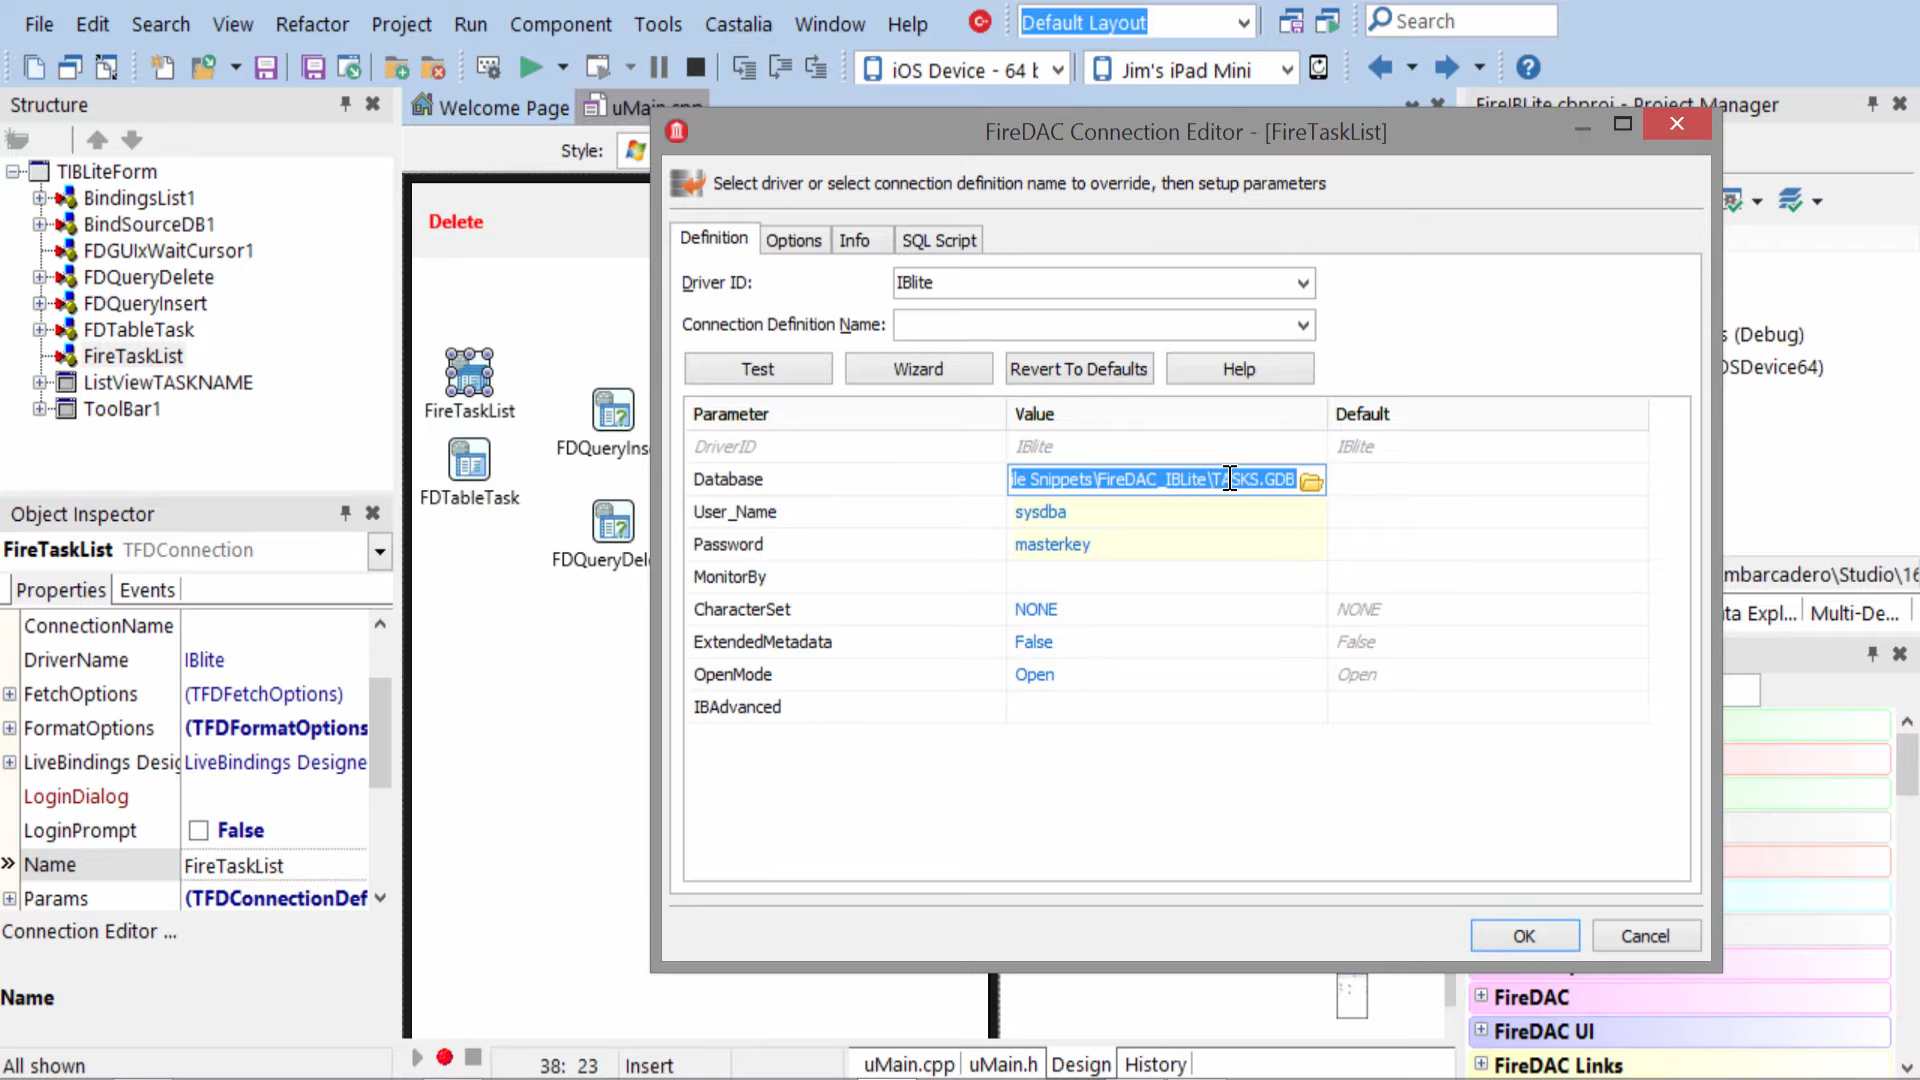 File Edit Search View Refactor Project Run Component Tools Castalia Window Help Default Layout Search
iOS Device - 64 b Jim's iPad Mini
Structure
TIBLiteForm
BindingsList1
BindSourceDB1
FDGUIxWaitCursor1
FDQueryDelete
FDQueryInsert
FDTableTask
FireTaskList
ListViewTASKNAME
ToolBar1
Object Inspector
FireTaskList TFDConnection
Properties Events
ConnectionName
DriverName IBlite
FetchOptions (TFDFetchOptions)
FormatOptions (TFDFormatOptions
LiveBindings Desig LiveBindings Designe
LoginDialog
LoginPrompt False
Name FireTaskList
Params (TFDConnectionDef
Connection Editor ...
Name
All shown
Welcome Page uMain.cpp
Style:
Delete
FireTaskList
FDQueryIns
FDTableTask
FDQueryDel
38: 23 Insert
uMain.cpp uMain.h Design History
FireDAC Connection Editor - [FireTaskList]
Select driver or select connection definition name to override, then setup parameters
Definition Options Info SQL Script
Driver ID: IBlite
Connection Definition Name:
Test Wizard Revert To Defaults Help
Parameter Value Default
DriverID IBlite IBlite
Database le Snippets\FireDAC_IBLite\TASKS.GDB
User_Name sysdba
Password masterkey
MonitorBy
CharacterSet NONE NONE
ExtendedMetadata False False
OpenMode Open Open
IBAdvanced
OK Cancel
FireIBLite.cbproj - Project Manager
s (Debug)
OSDevice64)
mbarcadero\Studio\16
ta Expl... Multi-De...
FireDAC
FireDAC UI
FireDAC Links